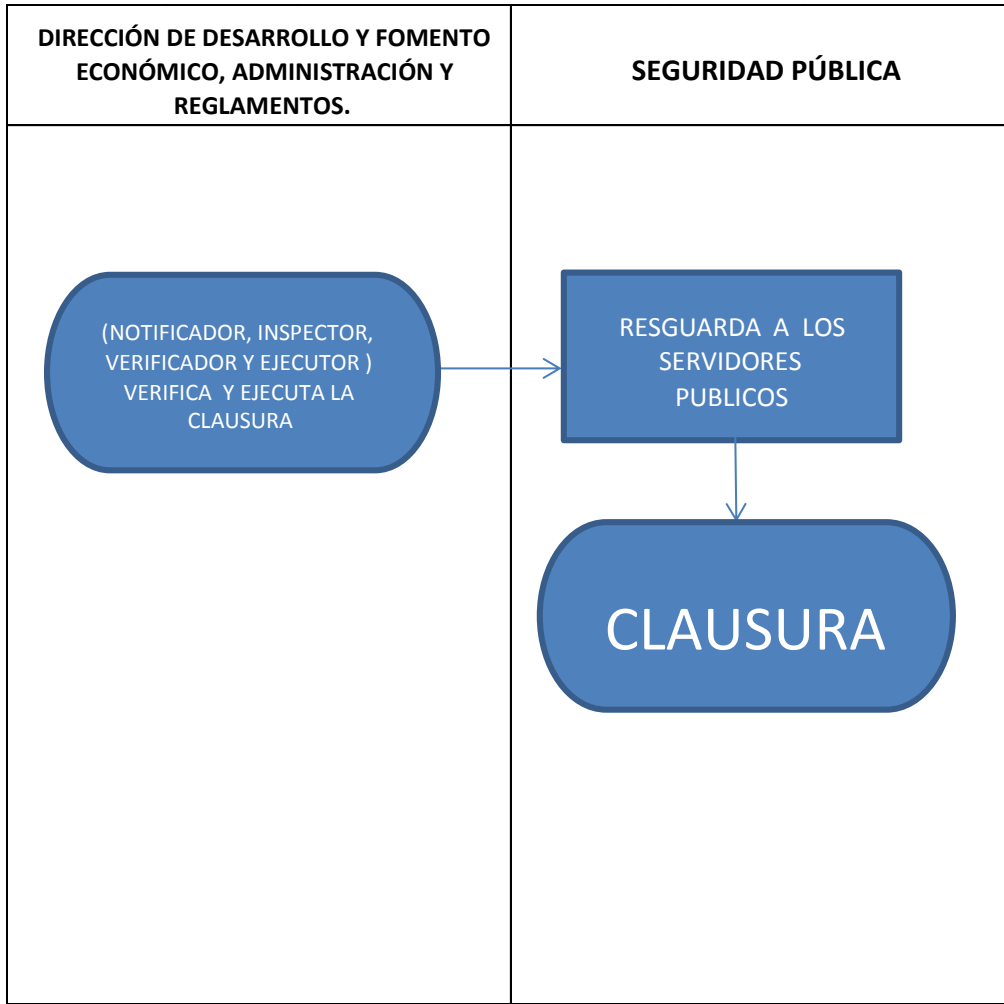 DIRECCIÓN DE DESARROLLO Y FOMENTO
ECONÓMICO, ADMINISTRACIÓN Y
REGLAMENTOS.
SEGURIDAD PÚBLICA
(NOTIFICADOR, INSPECTOR,
VERIFICADOR Y EJECUTOR )
VERIFICA  Y EJECUTA LA
CLAUSURA
RESGUARDA  A  LOS
SERVIDORES
PUBLICOS
CLAUSURA